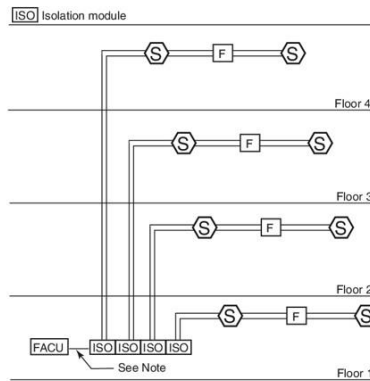 ISO Isolation module
S F S
Floor 4
S F S
Floor 3
S F S
Floor 2
S F S
FACU ISO ISO ISO ISO
See Note
Floor 1